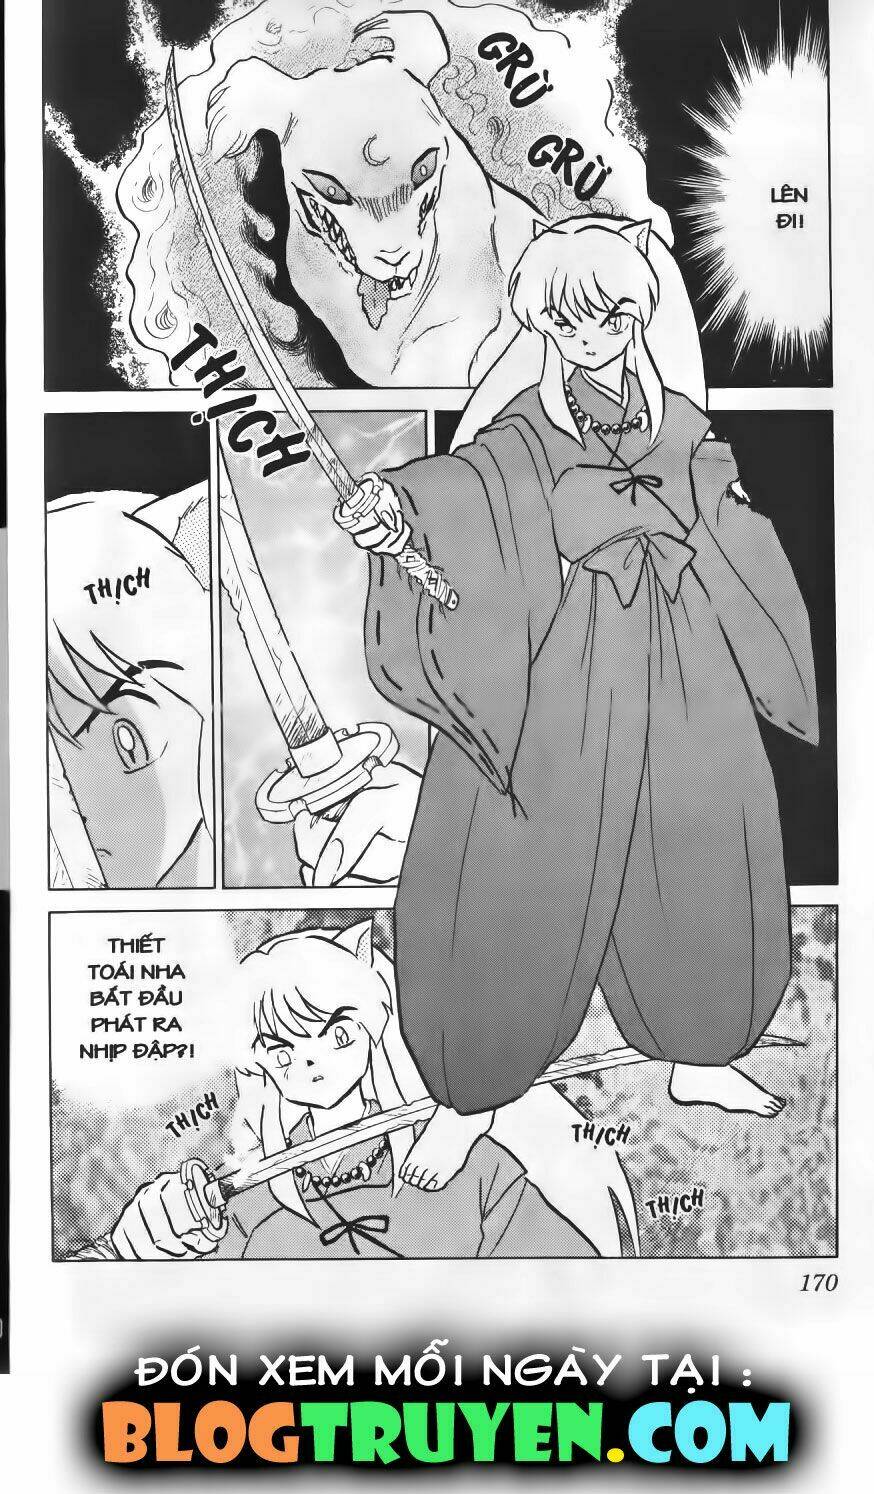 GRỪ
GRỪ
LÊN
ĐI!
THỊCH
THỊCH
THIẾT
TOÁI NHA
BẮT ĐẦU
PHÁT RA
NHỊP ĐẬP?!
THỊCH
THỊCH
THỊCH
170
ĐÓN XEM MỖI NGÀY TẠI :
BLOGTRUYEN.COM